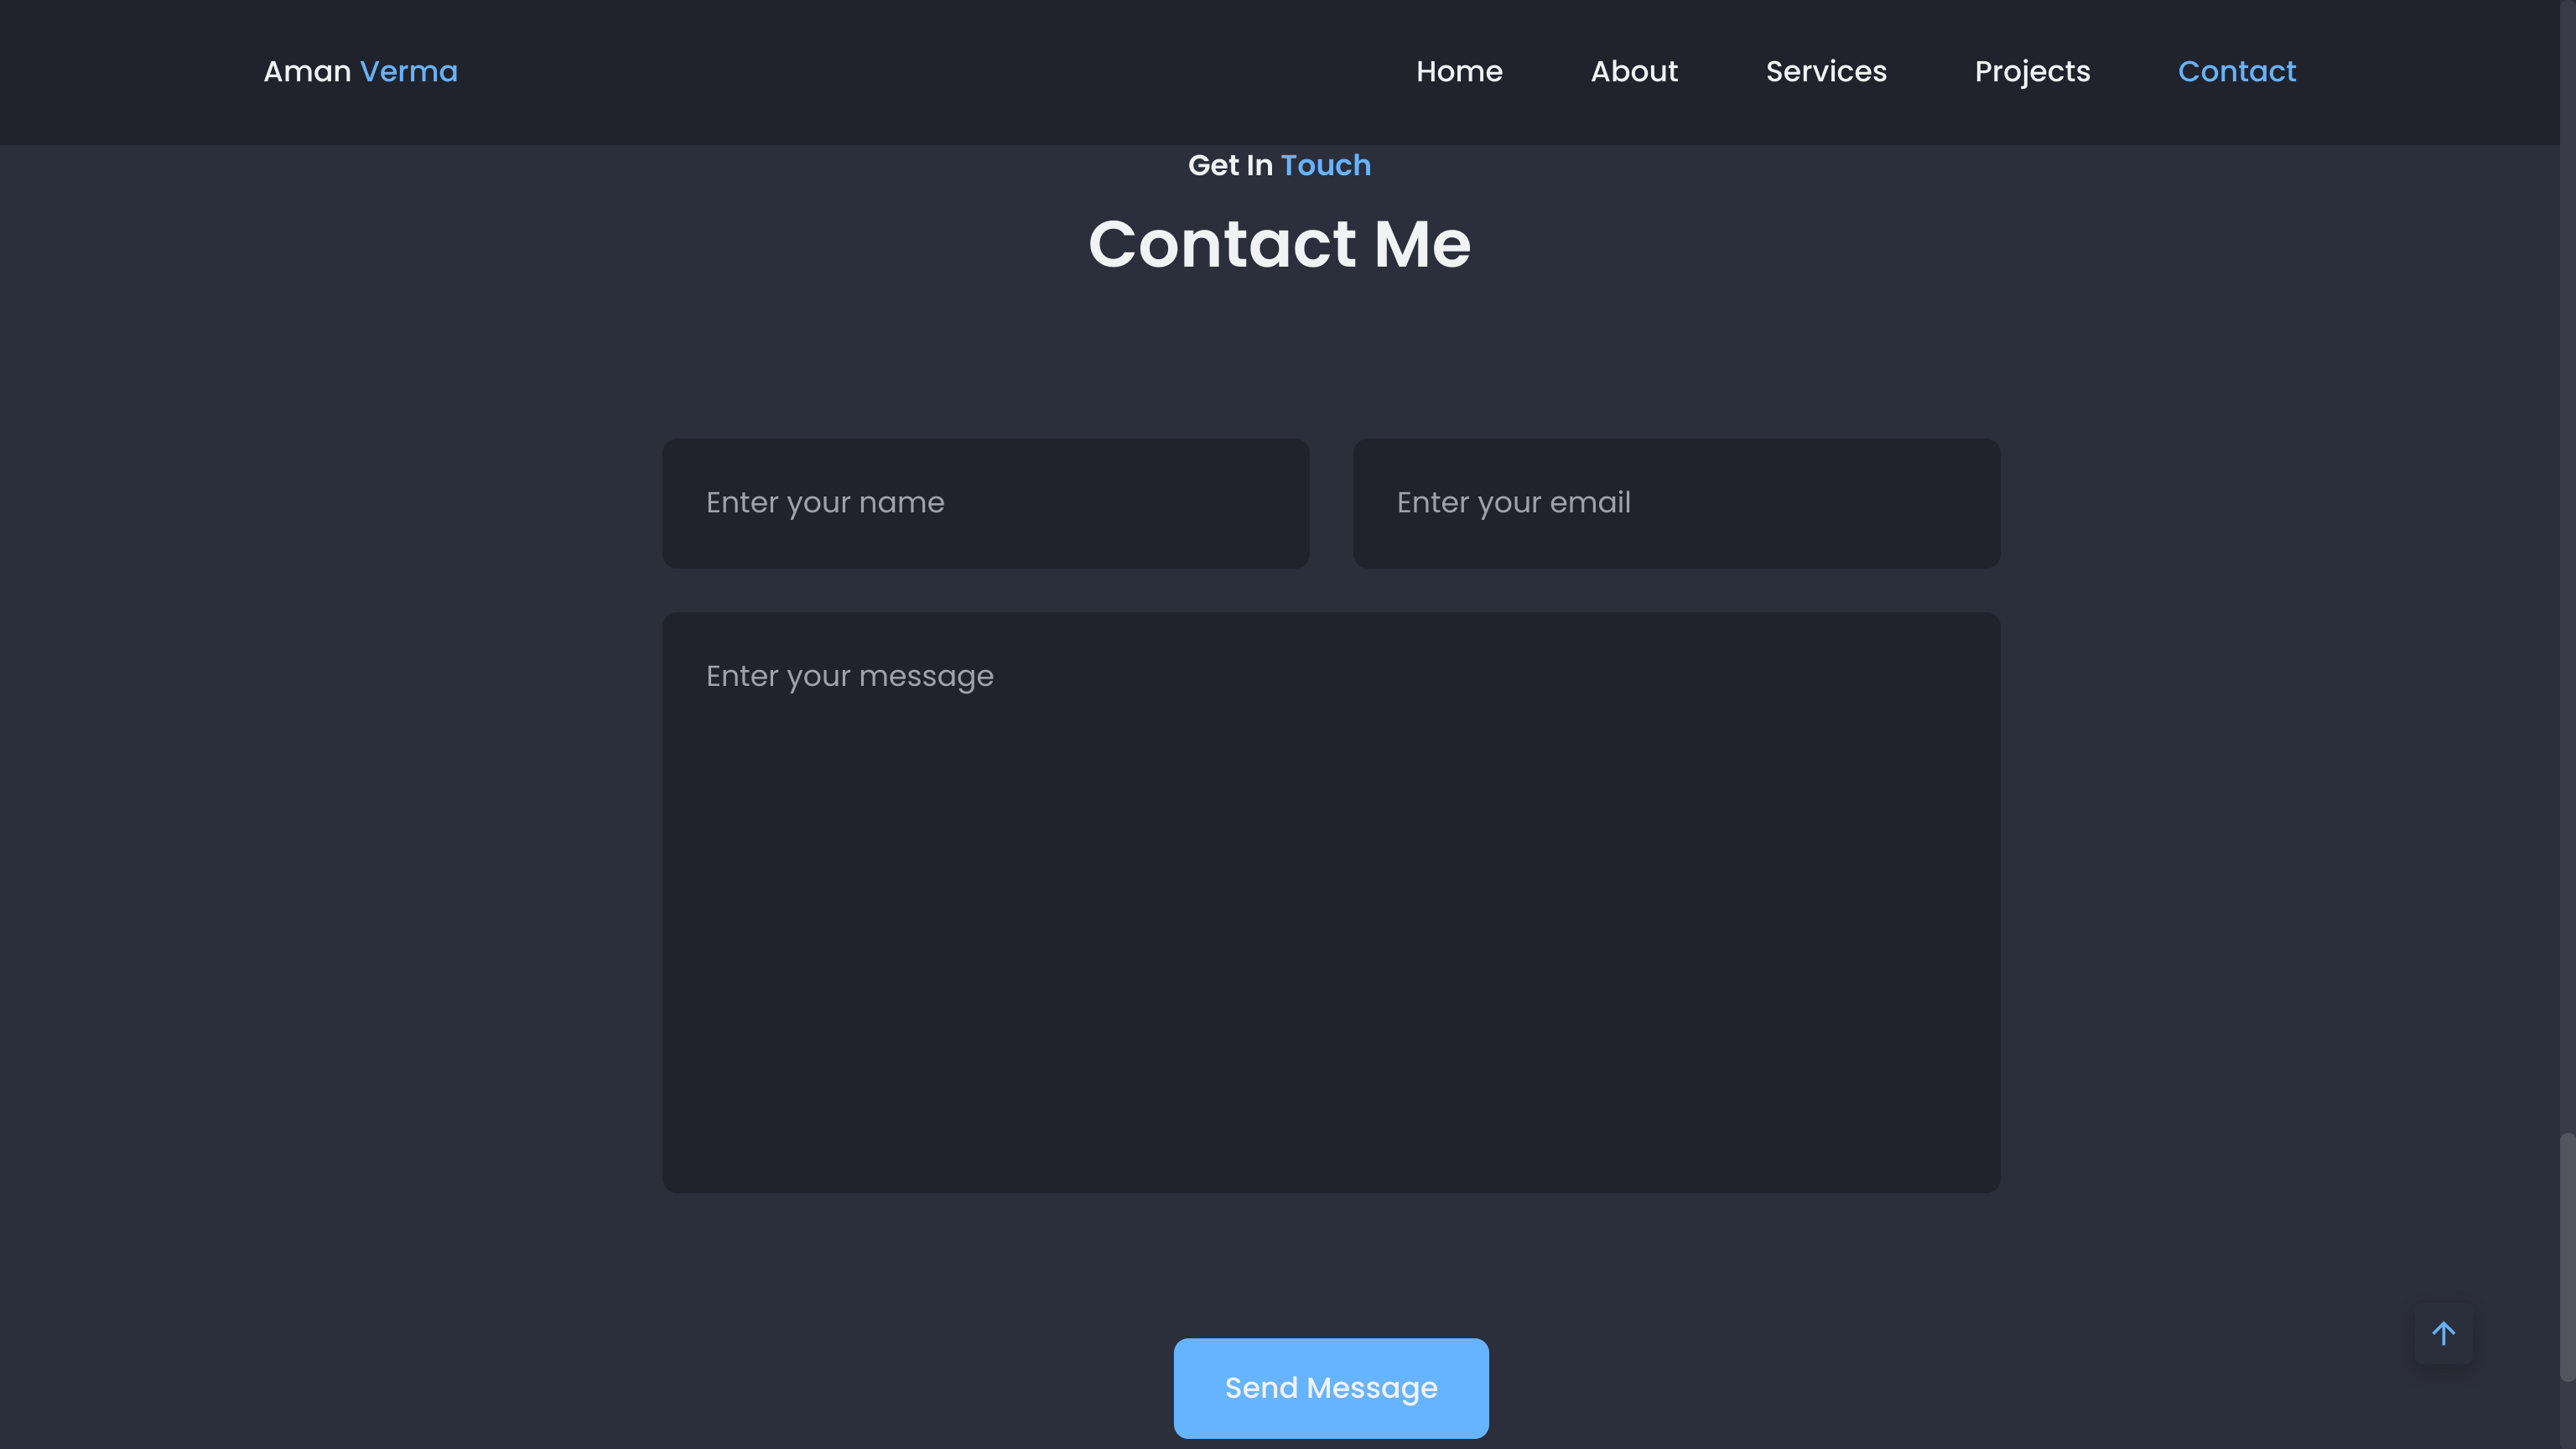 Aman Verma
Home About Services Projects Contact
Get In Touch
Contact Me
Enter your name
Enter your email
Enter your message
Send Message